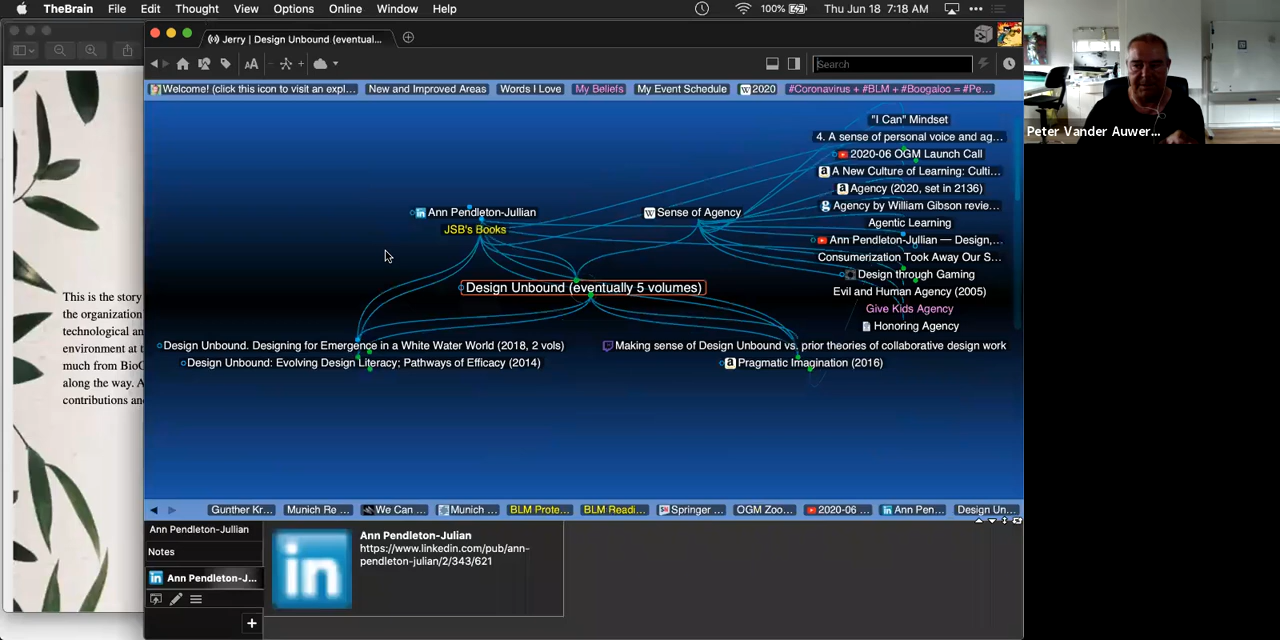 TheBrain File Edit Thought View Options Online Window Help
100% Thu Jun 18 7:18 AM
Jerry | Design Unbound (eventual...
AA
Search
Welcome! (click this icon to visit an expl...
New and Improved Areas
Words I Love
My Beliefs
My Event Schedule
W 2020
#Coronavirus + #BLM + #Boogaloo = #Pe...
"I Can" Mindset
4. A sense of personal voice and ag...
2020-06 OGM Launch Call
A New Culture of Learning: Culti...
Agency (2020, set in 2136)
Agency by William Gibson revie...
Agentic Learning
Ann Pendleton-Jullian — Design,...
Consumerization Took Away Our S...
Design through Gaming
Evil and Human Agency (2005)
Give Kids Agency
Honoring Agency
Ann Pendleton-Jullian
W Sense of Agency
JSB's Books
Design Unbound (eventually 5 volumes)
Design Unbound. Designing for Emergence in a White Water World (2018, 2 vols)
Making sense of Design Unbound vs. prior theories of collaborative design work
Design Unbound: Evolving Design Literacy; Pathways of Efficacy (2014)
Pragmatic Imagination (2016)
This is the story
the organization
technological an
environment at t
much from BioC
along the way. A
contributions and
Gunther Kr...
Munich Re ...
We Can ...
Munich ...
BLM Prote...
BLM Readi...
Springer ...
OGM Zoo...
2020-06 ...
Ann Pen...
Design Un...
Ann Pendleton-Jullian
Notes
in Ann Pendleton-J...
in
Ann Pendleton-Julian
https://www.linkedin.com/pub/ann-
pendleton-julian/2/343/621
Peter Vander Auwer...